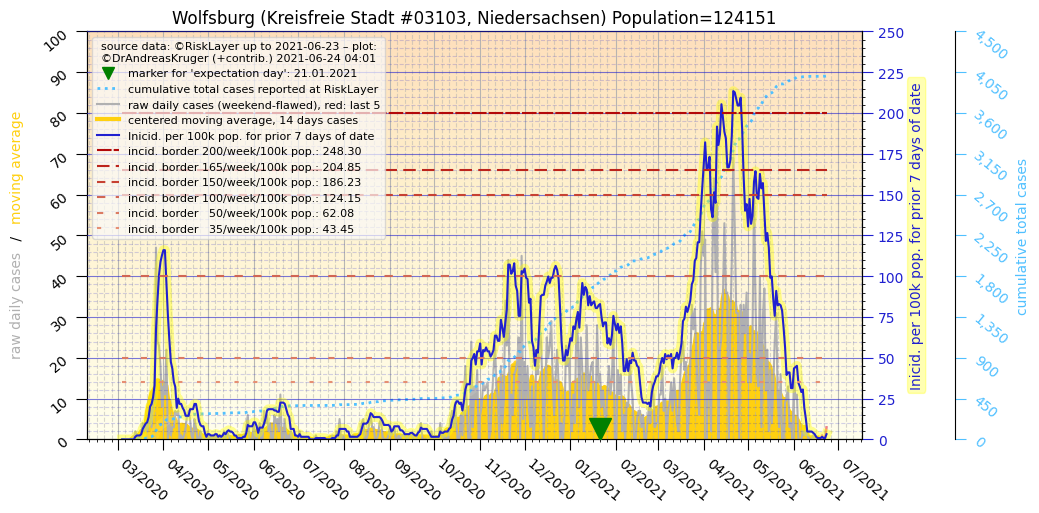 Wolfsburg (Kreisfreie Stadt #03103, Niedersachsen) Population=124151
source data: ©RiskLayer up to 2021-06-23 – plot:
©DrAndreasKruger (+contrib.) 2021-06-24 04:01
marker for 'expectation day': 21.01.2021
cumulative total cases reported at RiskLayer
raw daily cases (weekend-flawed), red: last 5
centered moving average, 14 days cases
Inicid. per 100k pop. for prior 7 days of date
incid. border 200/week/100k pop.: 248.30
incid. border 165/week/100k pop.: 204.85
incid. border 150/week/100k pop.: 186.23
incid. border 100/week/100k pop.: 124.15
incid. border 50/week/100k pop.: 62.08
incid. border 35/week/100k pop.: 43.45
raw daily cases / moving average
100
90
80
70
60
50
40
30
20
10
0
03/2020
04/2020
05/2020
06/2020
07/2020
08/2020
09/2020
10/2020
11/2020
12/2020
01/2021
02/2021
03/2021
04/2021
05/2021
06/2021
07/2021
250
225
200
175
150
125
100
75
50
25
0
Inicid. per 100k pop. for prior 7 days of date
4,500
4,050
3,600
3,150
2,700
2,250
1,800
1,350
900
450
0
cumulative total cases